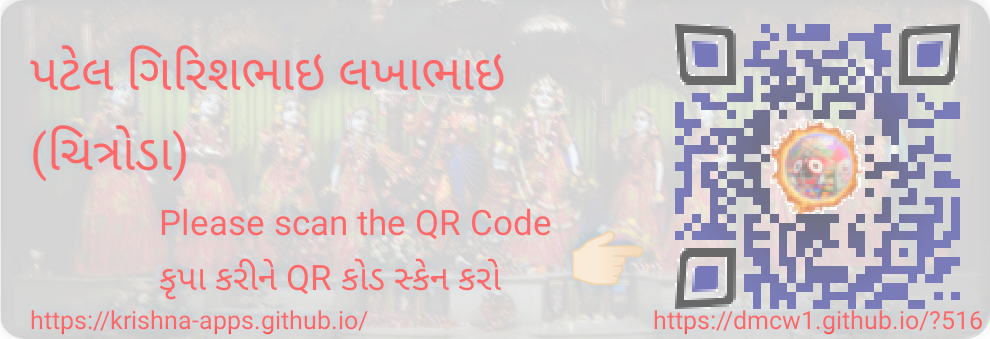 પટેલ ગિરિશભાઇ લખાભાઇ
(ચિત્રોડા)
Please scan the QR Code
કૃપા કરીને QR કોડ સ્કેન કરો
https://krishna-apps.github.io/
https://dmcw1.github.io/?516